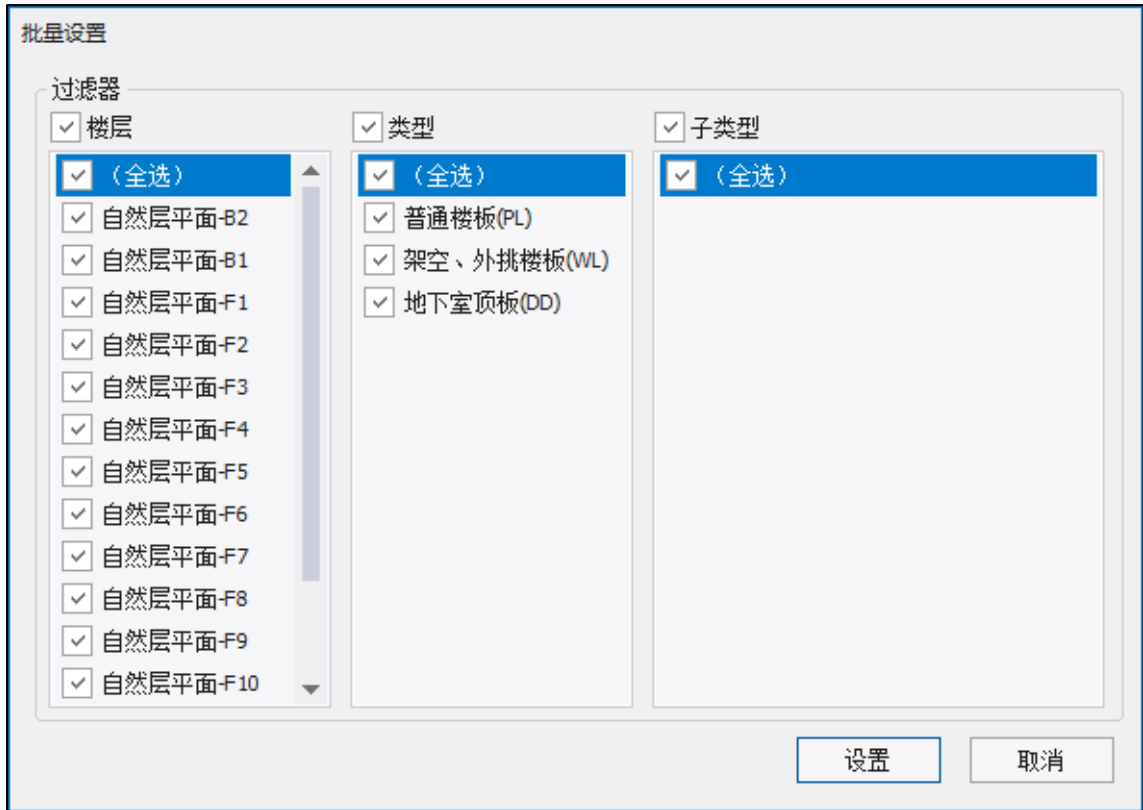 批量设置
过滤器
楼层
(全选)
自然层平面-B2
自然层平面-B1
自然层平面-F1
自然层平面-F2
自然层平面-F3
自然层平面-F4
自然层平面-F5
自然层平面-F6
自然层平面-F7
自然层平面-F8
自然层平面-F9
自然层平面-F10
类型
(全选)
普通楼板(PL)
架空、外挑楼板(WL)
地下室顶板(DD)
子类型
(全选)
设置
取消